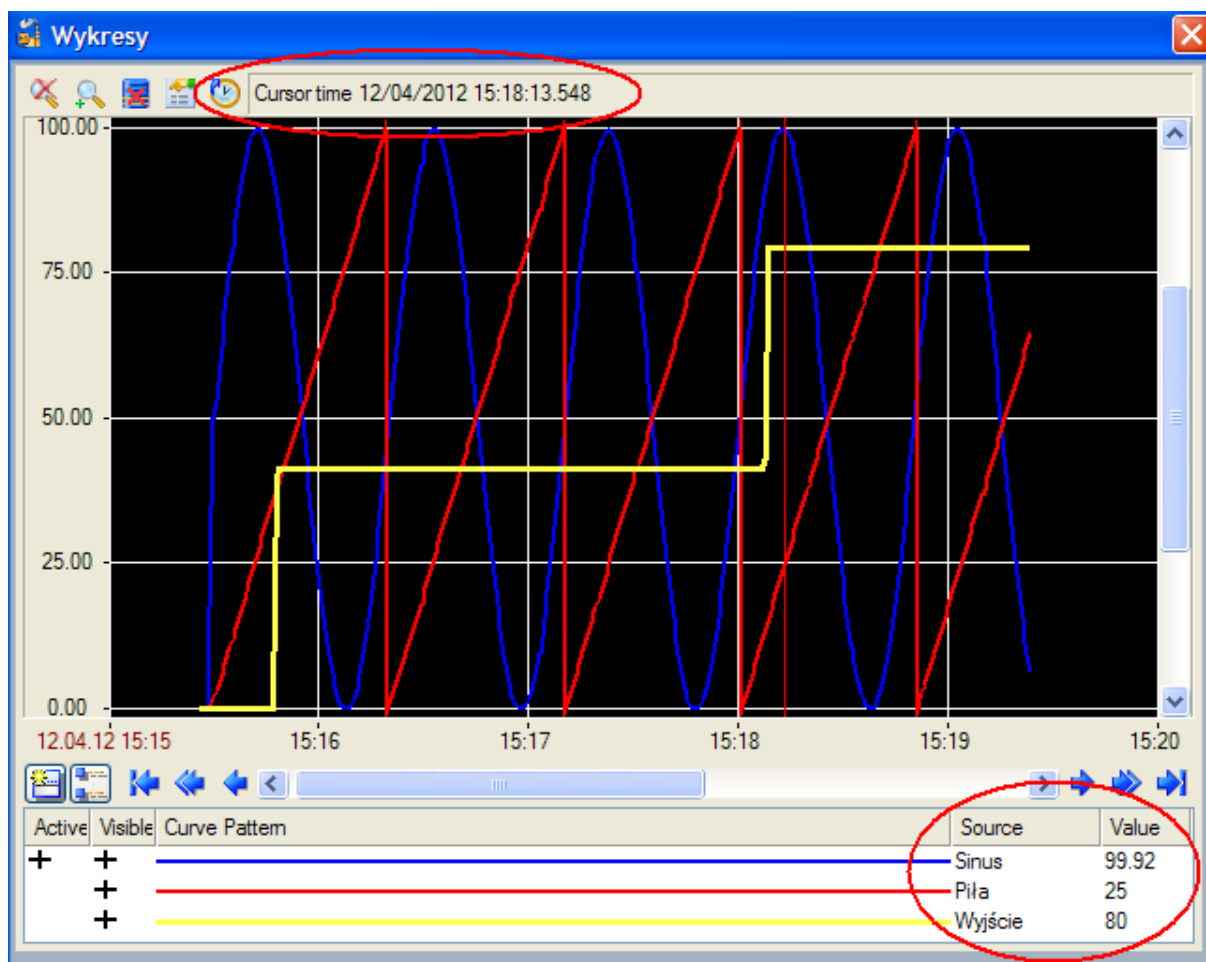 Wykresy
Cursor time 12/04/2012 15:18:13.548
100.00
75.00
50.00
25.00
0.00
12.04.12 15:15 15:16 15:17 15:18 15:19 15:20
Active Visible Curve Pattern Source Value
Sinus 99.92
Piła 25
Wyjście 80